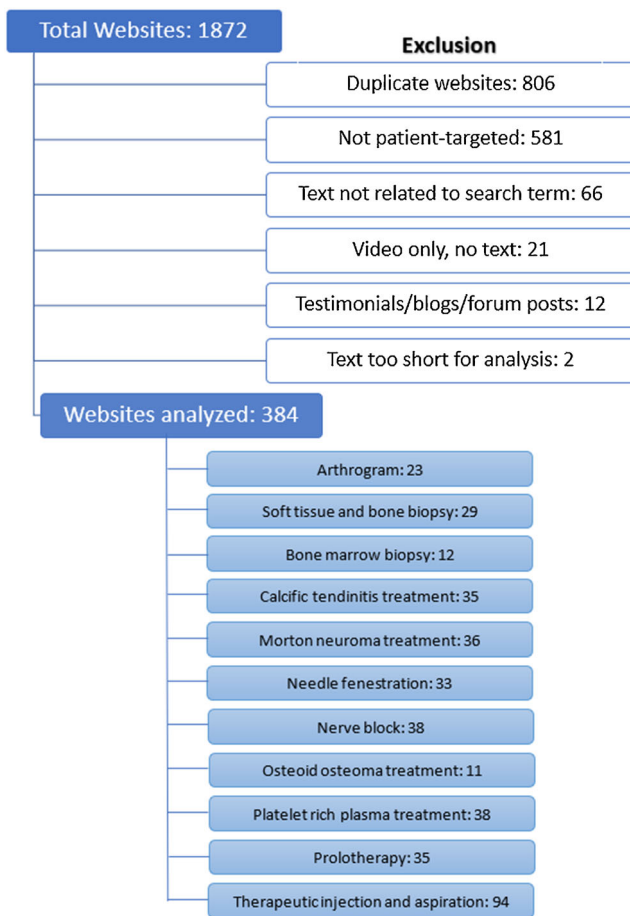 Total Websites: 1872
Exclusion
Duplicate websites: 806
Not patient-targeted: 581
Text not related to search term: 66
Video only, no text: 21
Testimonials/blogs/forum posts: 12
Text too short for analysis: 2
Websites analyzed: 384
Arthrogram: 23
Soft tissue and bone biopsy: 29
Bone marrow biopsy: 12
Calcific tendinitis treatment: 35
Morton neuroma treatment: 36
Needle fenestration: 33
Nerve block: 38
Osteoid osteoma treatment: 11
Platelet rich plasma treatment: 38
Prolotherapy: 35
Therapeutic injection and aspiration: 94